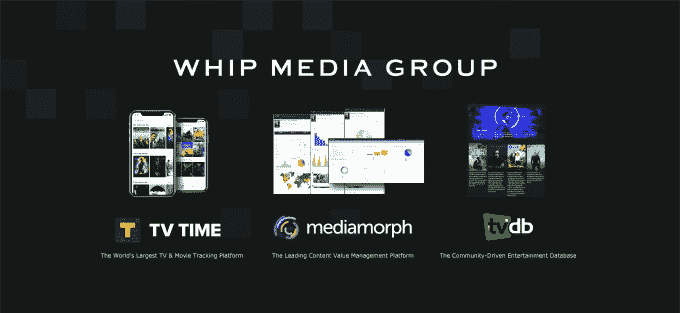 WHIP MEDIA GROUP
TV TIME
The World's Largest TV & Movie Tracking Platform
mediamorph
The Leading Content Value Management Platform
tvdb
The Community-Driven Entertainment Database